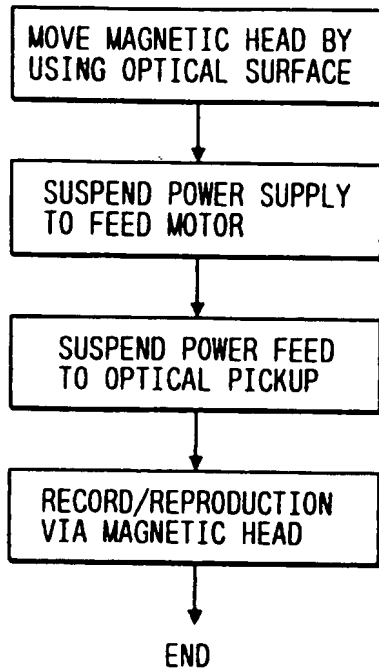 MOVE MAGNETIC HEAD BY
USING OPTICAL SURFACE
SUSPEND POWER SUPPLY
TO FEED MOTOR
SUSPEND POWER FEED
TO OPTICAL PICKUP
RECORD/REPRODUCTION
VIA MAGNETIC HEAD
END